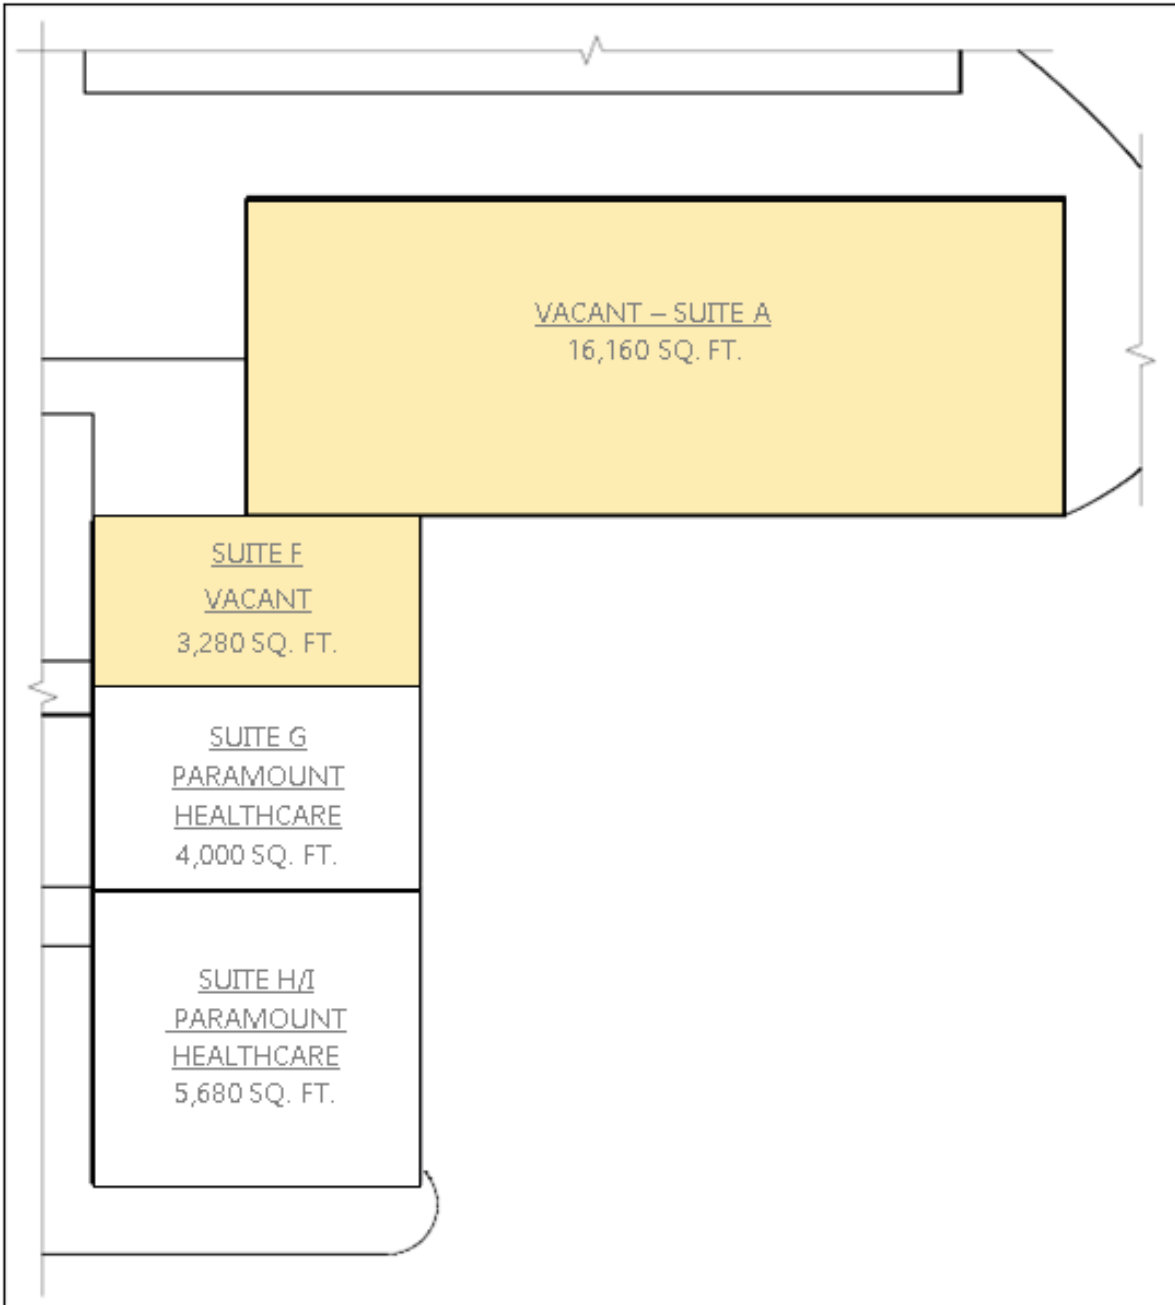 VACANT – SUITE A
16,160 SQ. FT.
SUITE F
VACANT
3,280 SQ. FT.
SUITE G
PARAMOUNT
HEALTHCARE
4,000 SQ. FT.
SUITE H/I
PARAMOUNT
HEALTHCARE
5,680 SQ. FT.